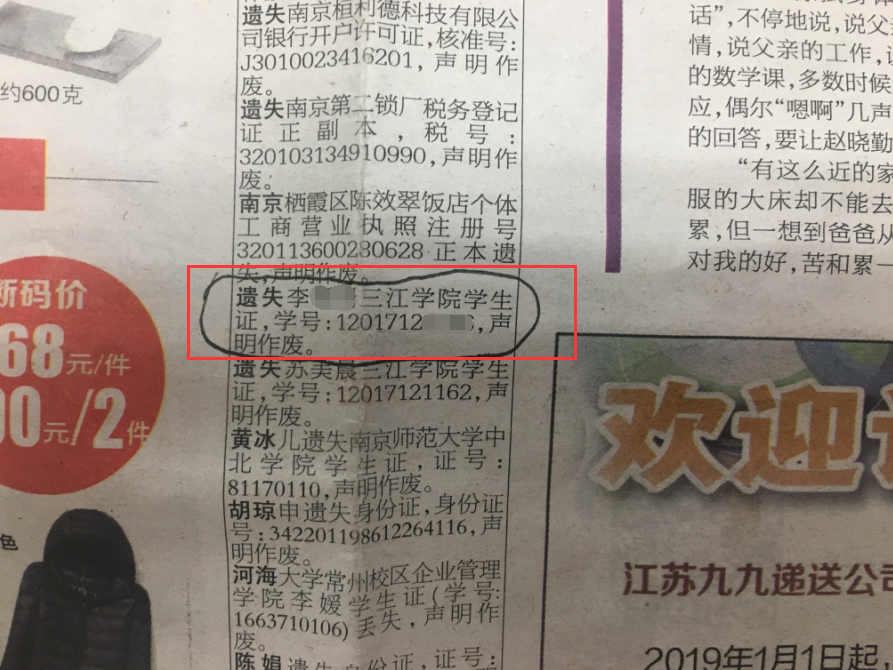 约600克
新码价
68元/件
00元/2件
色
遗失南京桓利德科技有限公
司银行开户许可证,核准号:
J3010023416201,声明作
废。
遗失南京第二锁厂税务登记
证正副本,税号:
320103134910990,声明作
废。
南京栖霞区陈效翠饭店个体
工商营业执照注册号
320113600280628正本遗
失,声明作废。
遗失李 三江学院学生
证,学号:1201712 ,声
明作废。
遗失苏美晨三江学院学生
证,学号:12017121162,声
明作废。
黄冰儿遗失南京师范大学中
北学院学生证,证号:
81170110,声明作废。
胡琼申遗失身份证,身份证
号:342201198612264116,声
明作废。
河海大学常州校区企业管理
学院李媛学生证(学号:
1663710106)丢失,声明作
废。
陈娟遗失身份证,证号:
话”,不停地说,说父
情,说父亲的工作,
的数学课,多数时候
应,偶尔“嗯啊”几声
的回答,要让赵晓勤
“有这么近的家
服的大床却不能去
累,但一想到爸爸从
对我的好,苦和累一
欢迎
江苏九九递送公司
2019年1月1日起,